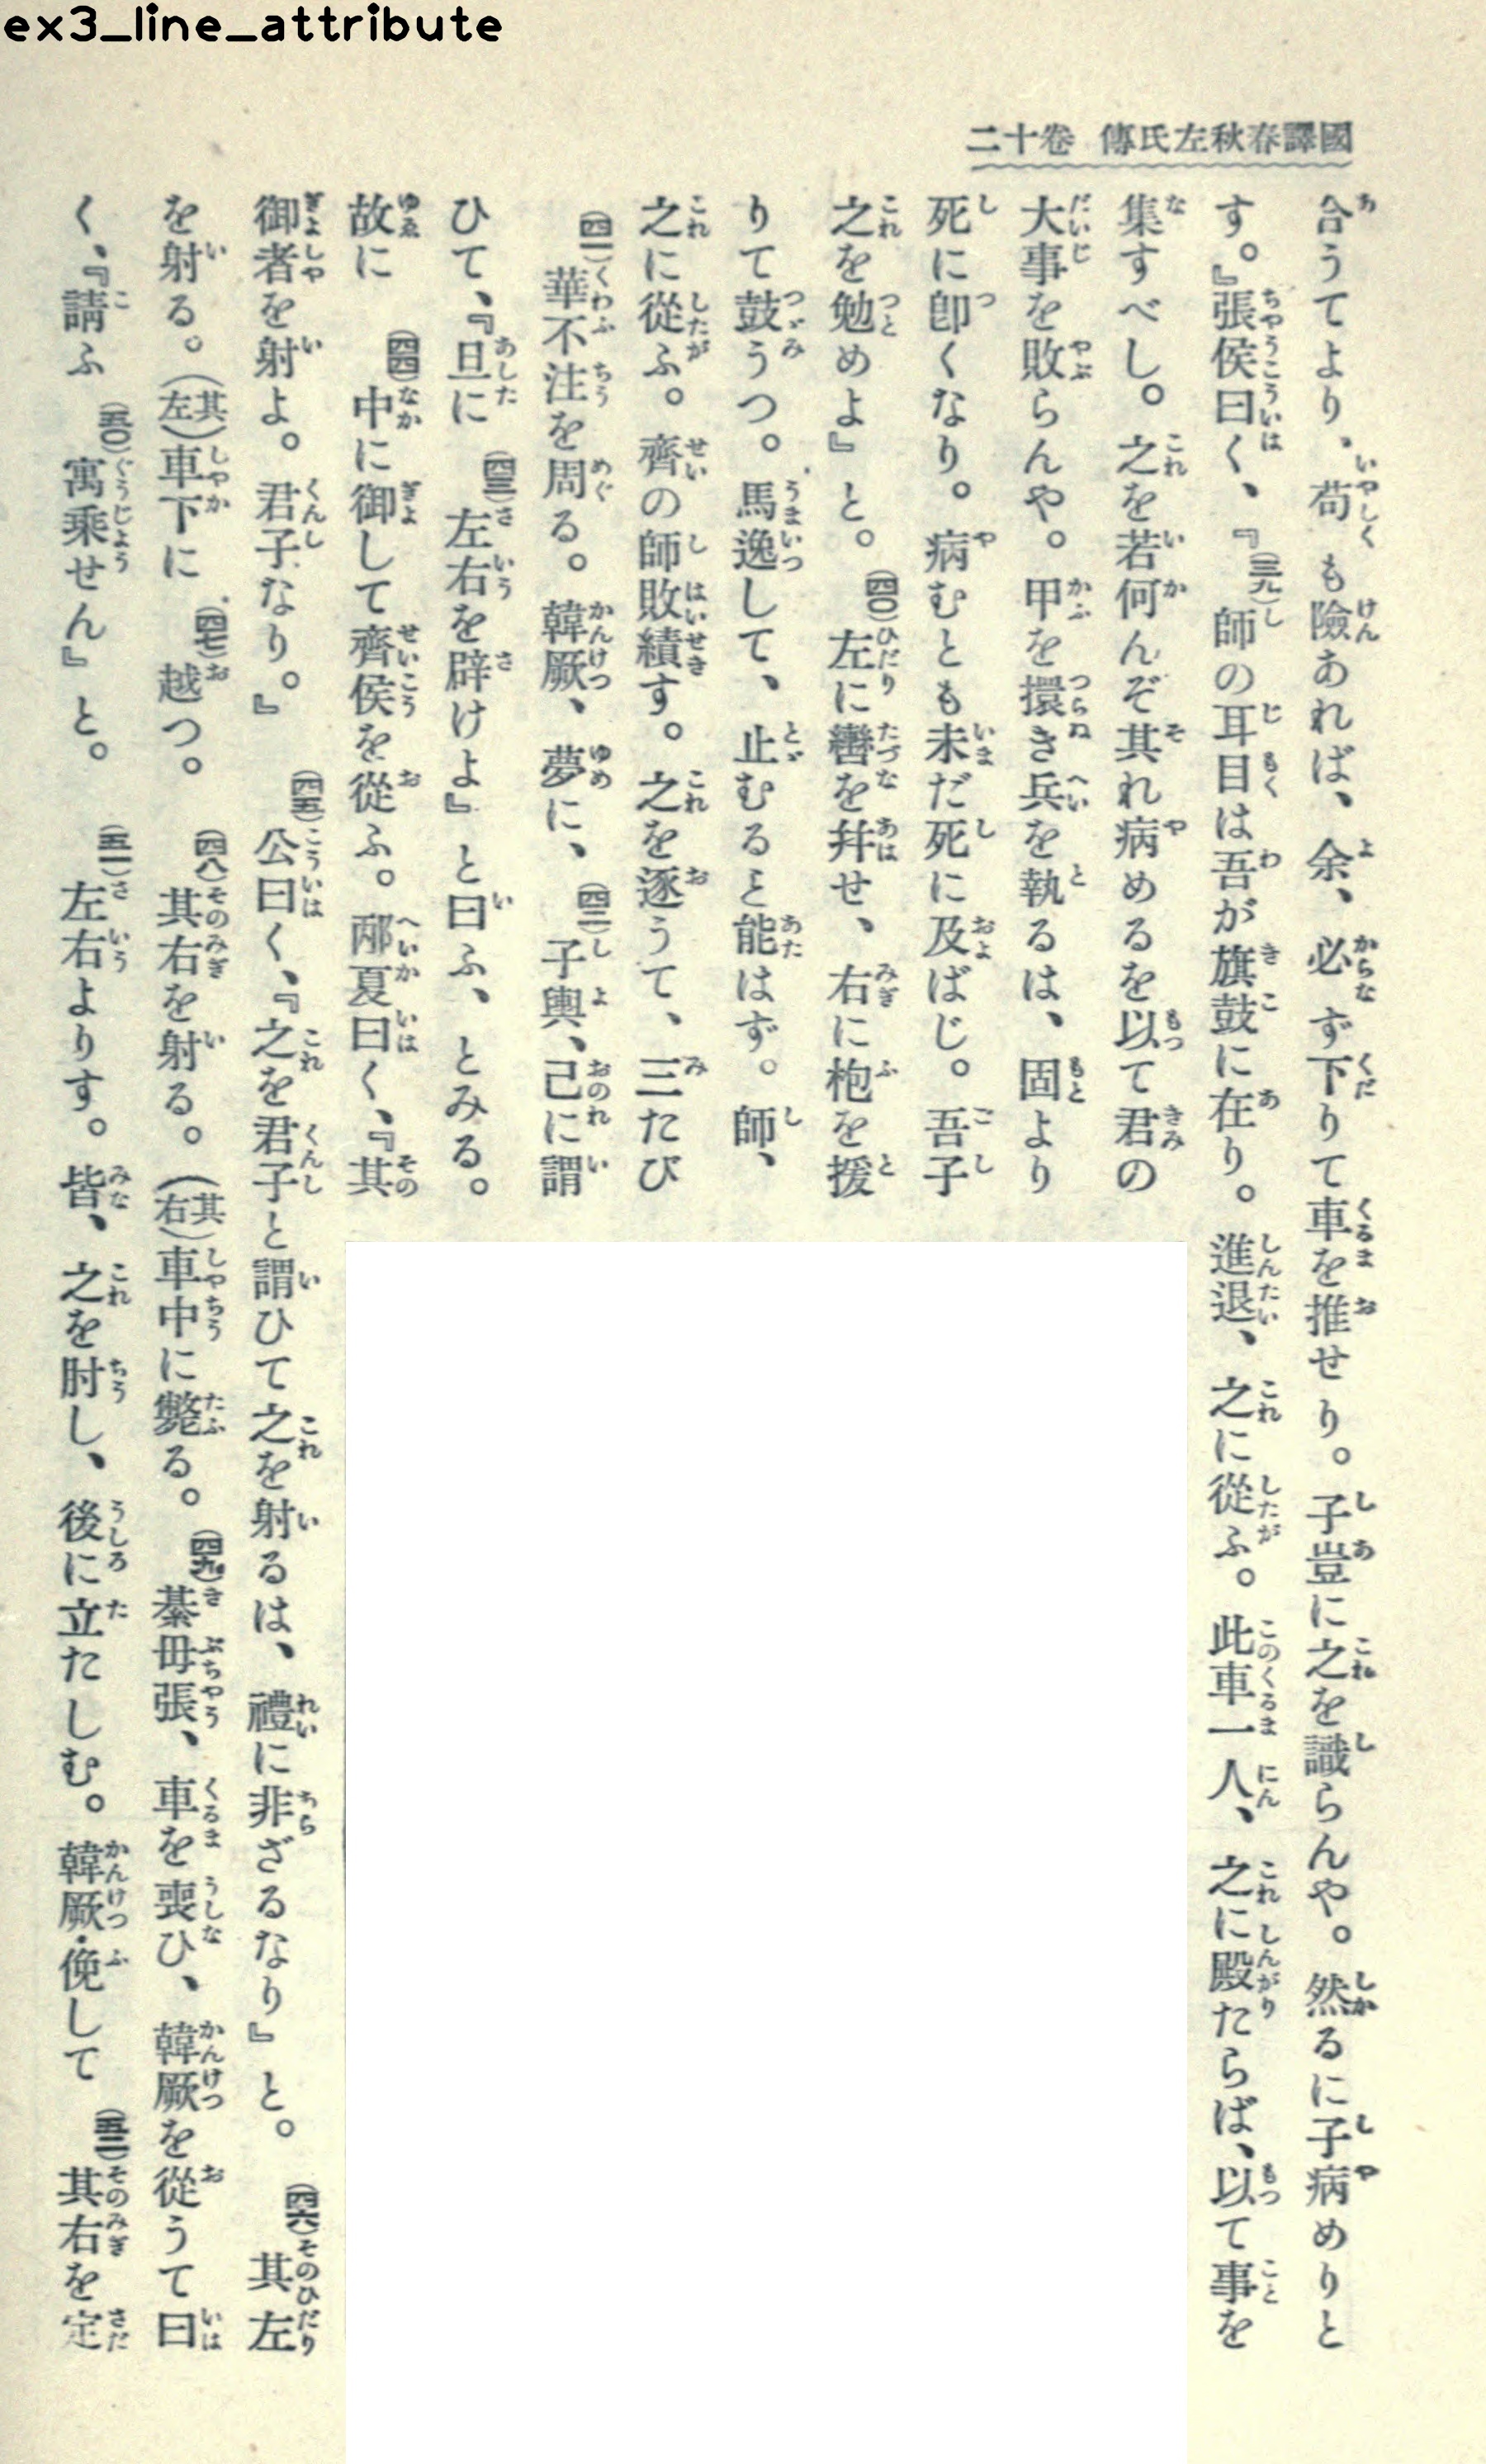 ex3_line_attribute
國譯春秋左氏傳 卷十二
合うてより、苟も險あれば、余、必ず下りて車を推せり。子豈に之を識らんや。然るに子病めりと
す。』張侯曰く、『(三九)師の耳目は吾が旗鼓に在り。進退、之に從ふ。此車一人、之に殿たらば、以て事を
集すべし。之を若何んぞ其れ病めるを以て君の
大事を敗らんや。甲を擐き兵を執るは、固より
死に卽くなり。病むとも未だ死に及ばじ。吾子
之を勉めよ』と。(四〇)左に轡を幷せ、右に枹を援
りて鼓うつ。馬逸して、止むると能はず。師、
之に從ふ。齊の師敗績す。之を逐うて、三たび
(四一)華不注を周る。韓厥、夢に、(四二)子輿、己に謂
ひて、『旦に(四三)左右を辟けよ』と曰ふ、とみる。
故に(四四)中に御して齊侯を從ふ。邴夏曰く、『其
御者を射よ。君子なり。』(四五)公曰く、『之を君子と謂ひて之を射るは、禮に非ざるなり』と。(四六)其左
を射る。(其左)車下に(四七)越つ。(四八)其右を射る。(其右)車中に斃る。(四九)綦毋張、車を喪ひ、韓厥を從うて曰
く、『請ふ(五〇)寓乘せん』と。(五一)左右よりす。皆、之を肘し、後に立たしむ。韓厥・俛して(五二)其右を定